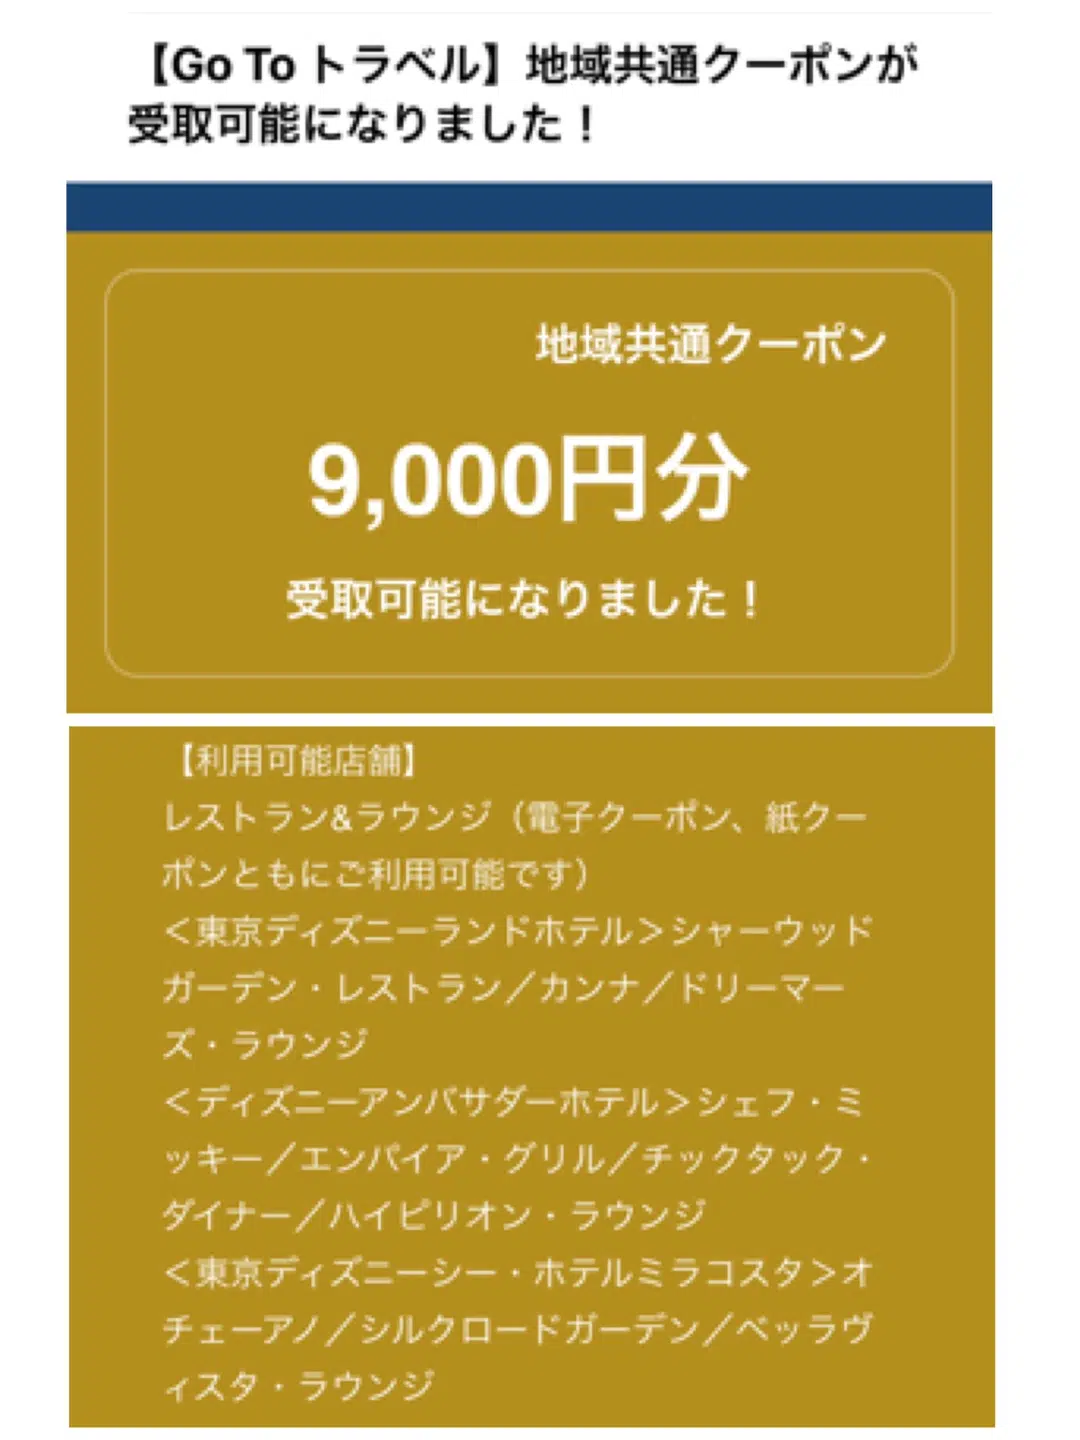 【Go To トラベル】地域共通クーポンが
受取可能になりました！
地域共通クーポン
9,000円分
受取可能になりました！
【利用可能店舗】
レストラン&ラウンジ（電子クーポン、紙クー
ポンともにご利用可能です）
＜東京ディズニーランドホテル＞シャーウッド
ガーデン・レストラン／カンナ／ドリーマー
ズ・ラウンジ
＜ディズニーアンバサダーホテル＞シェフ・ミ
ッキー／エンパイア・グリル／チックタック・
ダイナー／ハイピリオン・ラウンジ
＜東京ディズニーシー・ホテルミラコスタ＞オ
チェーアノ／シルクロードガーデン／ベッラヴ
ィスタ・ラウンジ